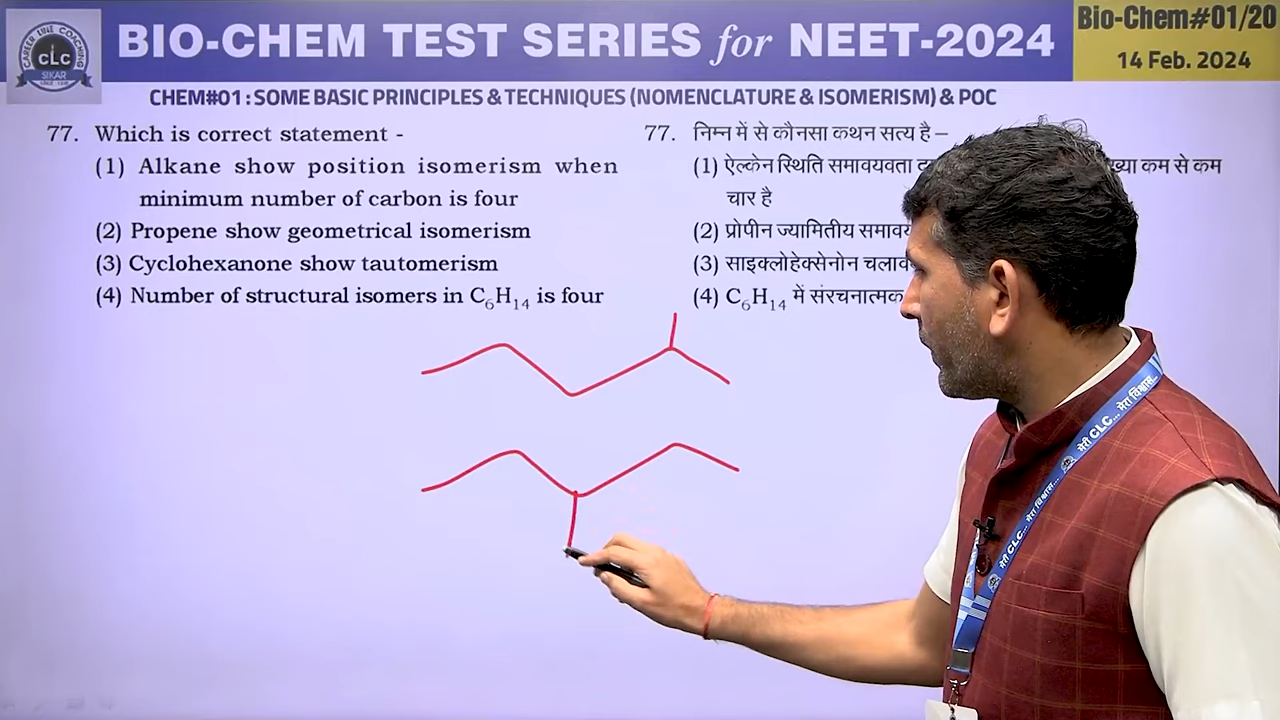 BIO-CHEM TEST SERIES for NEET-2024
Bio-Chem#01/20
14 Feb. 2024
CAREER LINE COACHING
CLC
SIKAR
CHEM#01 : SOME BASIC PRINCIPLES & TECHNIQUES (NOMENCLATURE & ISOMERISM) & POC
77. Which is correct statement -
(1) Alkane show position isomerism when
minimum number of carbon is four
(2) Propene show geometrical isomerism
(3) Cyclohexanone show tautomerism
(4) Number of structural isomers in C6H14 is four
77. निम्न में से कौनसा कथन सत्य है –
(1) ऐल्केन स्थिति समावयवता कम से कम
चार है
(2) प्रोपीन ज्यामितीय
(3) साइक्लोहेक्सेनोन
(4) C6H14 में
मेरी CLC... मेरा विश्वास...
मेरी CLC... मेरा विश्वास...